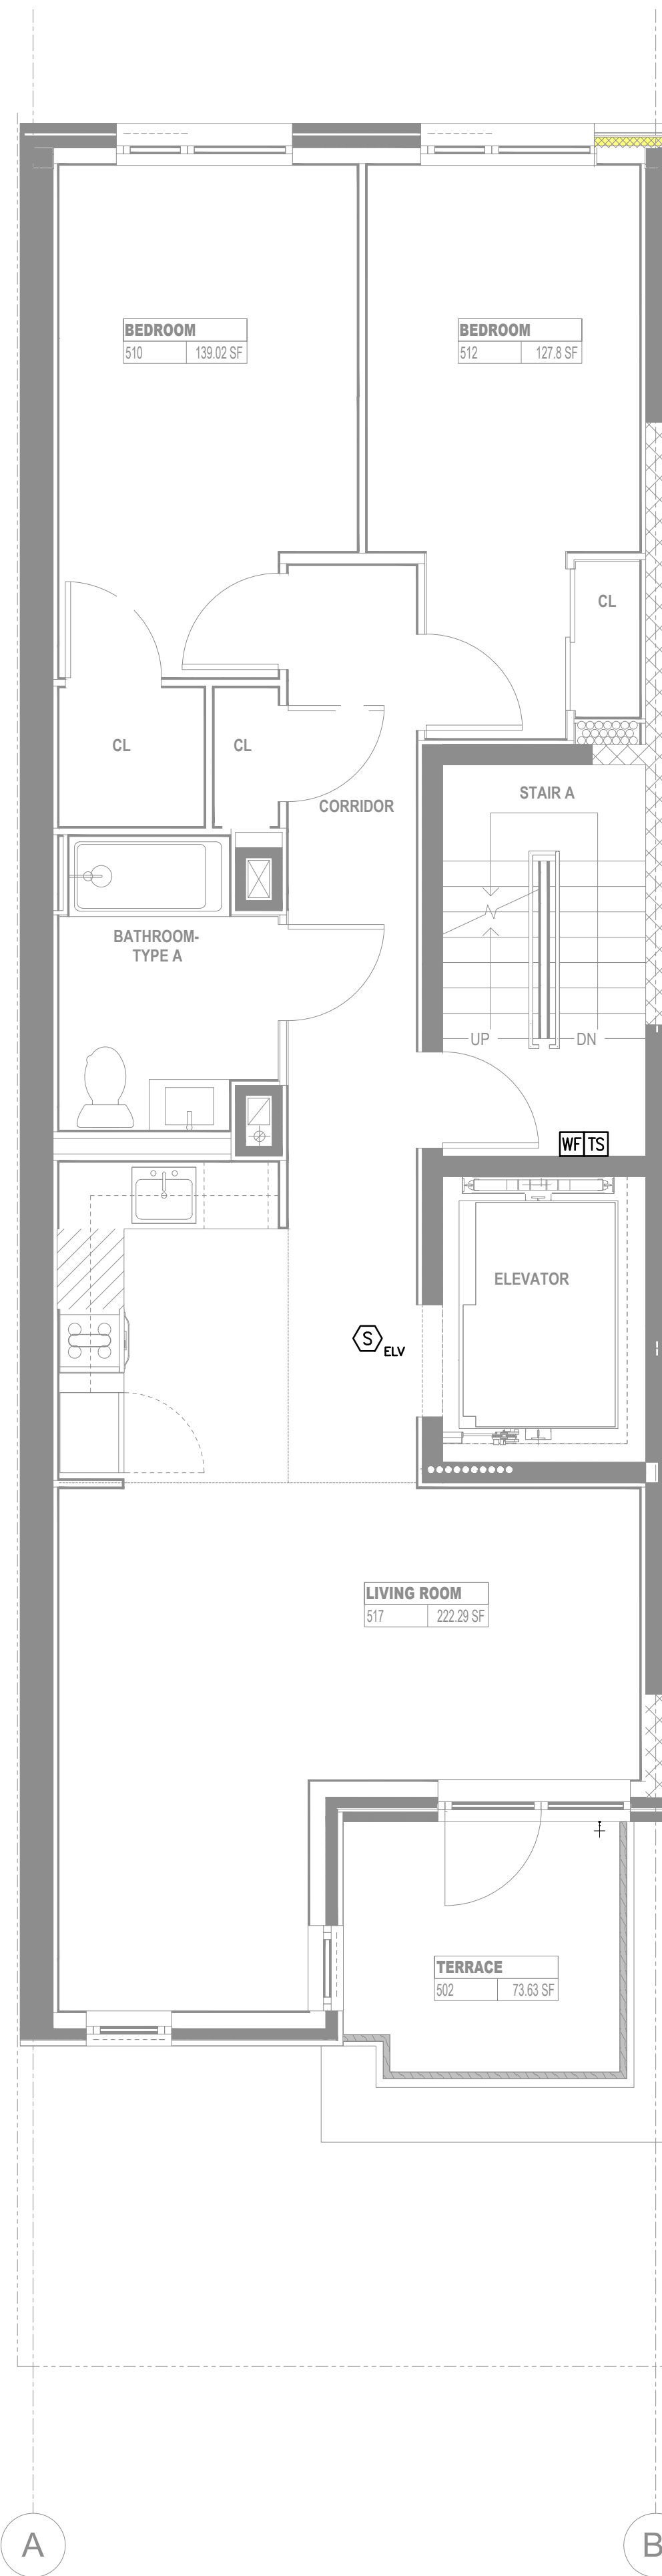 BEDROOM
510 139.02 SF
BEDROOM
512 127.8 SF
CL
CL
CL
CORRIDOR
STAIR A
BATHROOM-
TYPE A
UP
DN
WF TS
ELEVATOR
S
ELV
LIVING ROOM
517 222.29 SF
TERRACE
502 73.63 SF
A
B